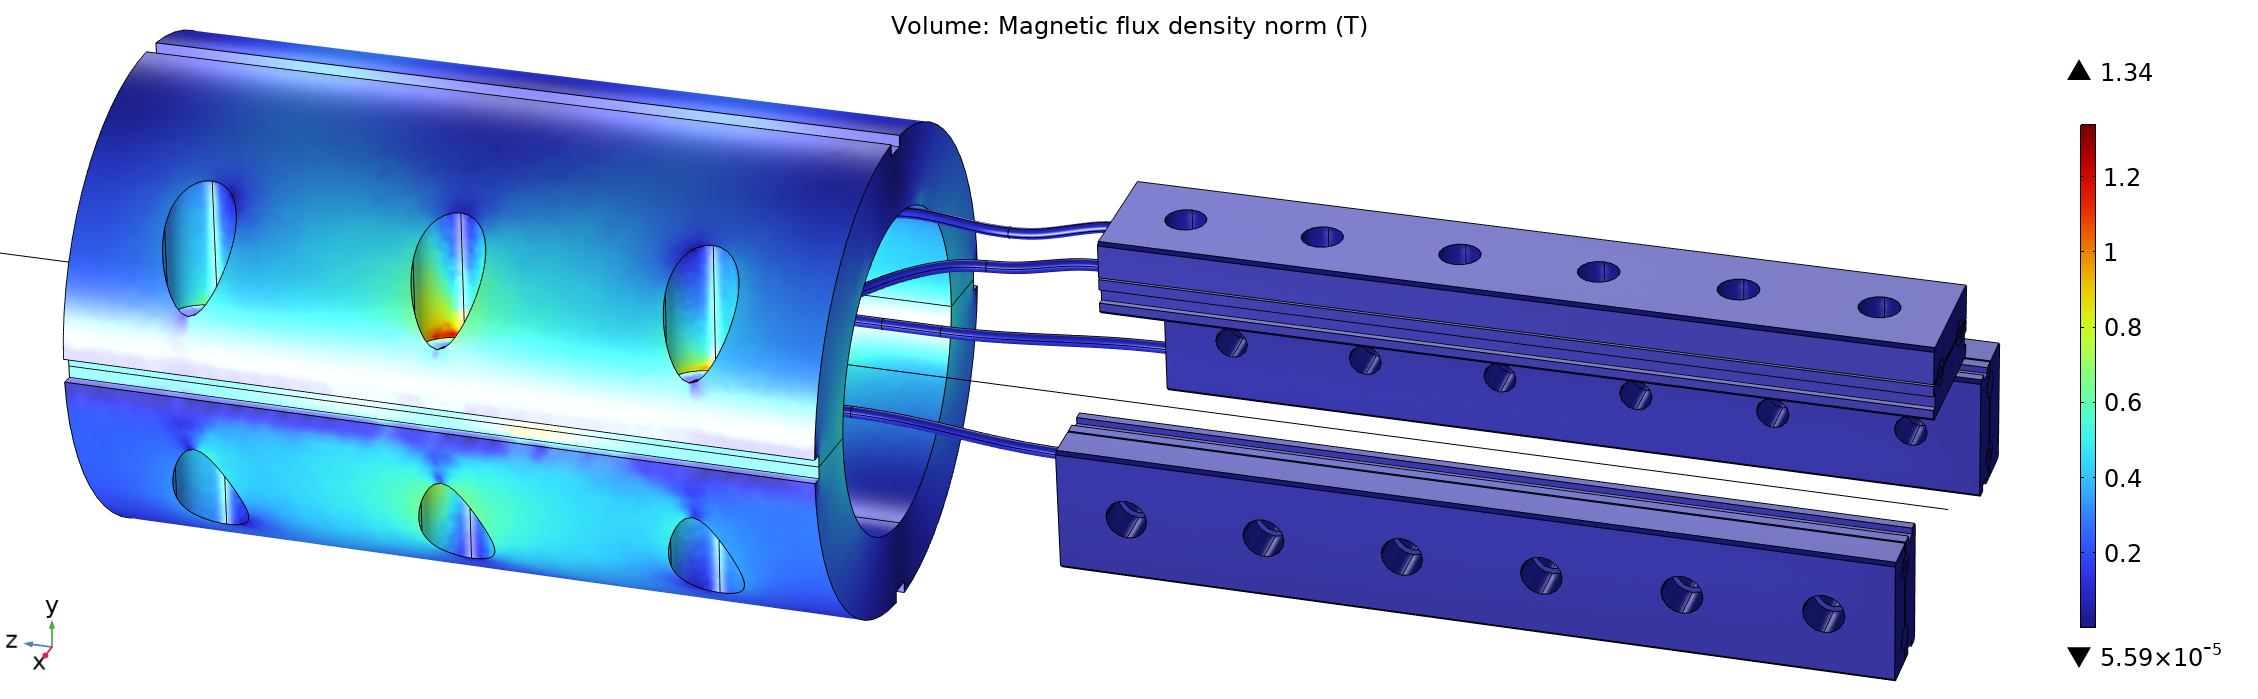 Volume: Magnetic flux density norm (T)
▲ 1.34
1.2
1
0.8
0.6
0.4
0.2
▼ 5.59×10⁻⁵
y
z
x